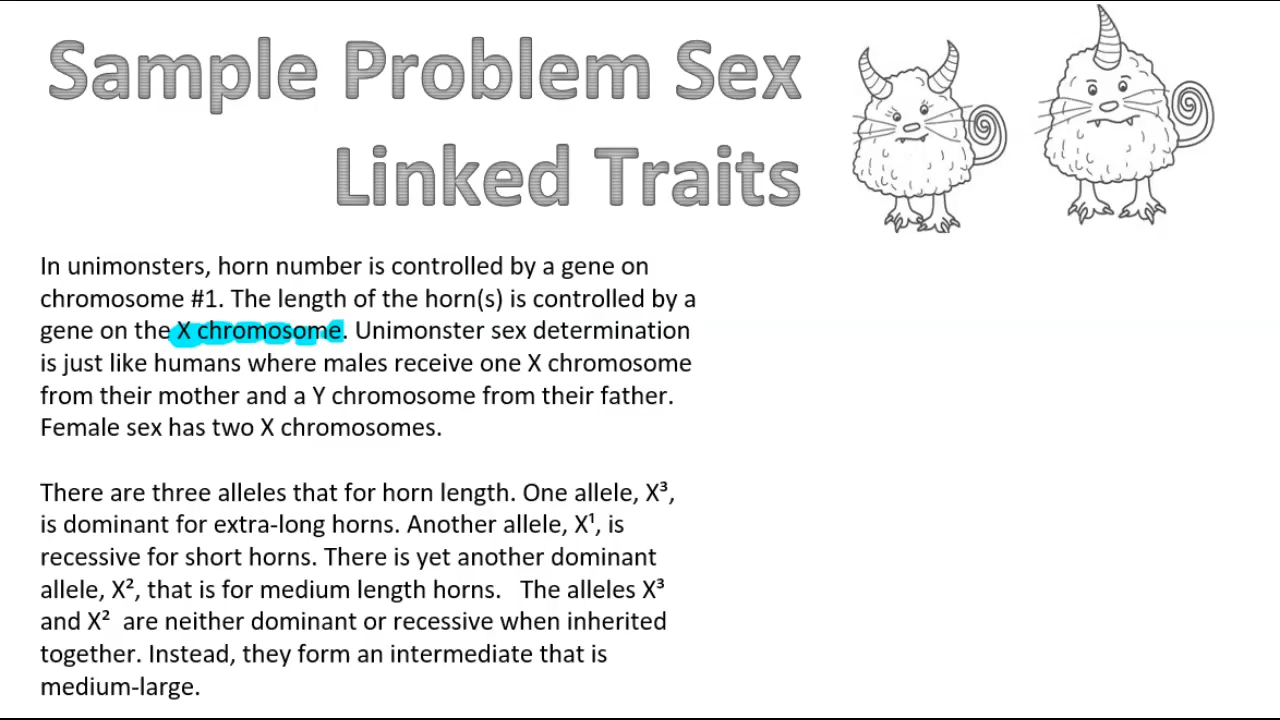 Sample Problem Sex
Linked Traits
In unimonsters, horn number is controlled by a gene on
chromosome #1. The length of the horn(s) is controlled by a
gene on the X chromosome. Unimonster sex determination
is just like humans where males receive one X chromosome
from their mother and a Y chromosome from their father.
Female sex has two X chromosomes.
There are three alleles that for horn length. One allele, X³,
is dominant for extra-long horns. Another allele, X¹, is
recessive for short horns. There is yet another dominant
allele, X², that is for medium length horns. The alleles X³
and X² are neither dominant or recessive when inherited
together. Instead, they form an intermediate that is
medium-large.